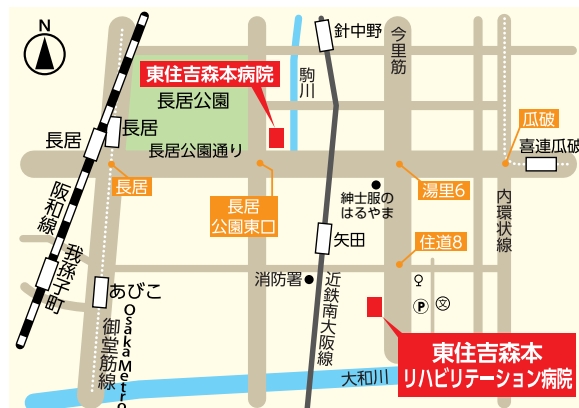 N
針中野
今里筋
東住吉森本病院
駒川
長居公園
長居
長居
長居公園通り
瓜破
喜連瓜破
長居
長居
公園東口
紳士服の
はるやま
湯里6
内環状線
阪和線
矢田
住道8
我孫子町
消防署
近鉄南大阪線
あびこ
Osaka Metro
御堂筋線
P
文
東住吉森本
リハビリテーション病院
大和川